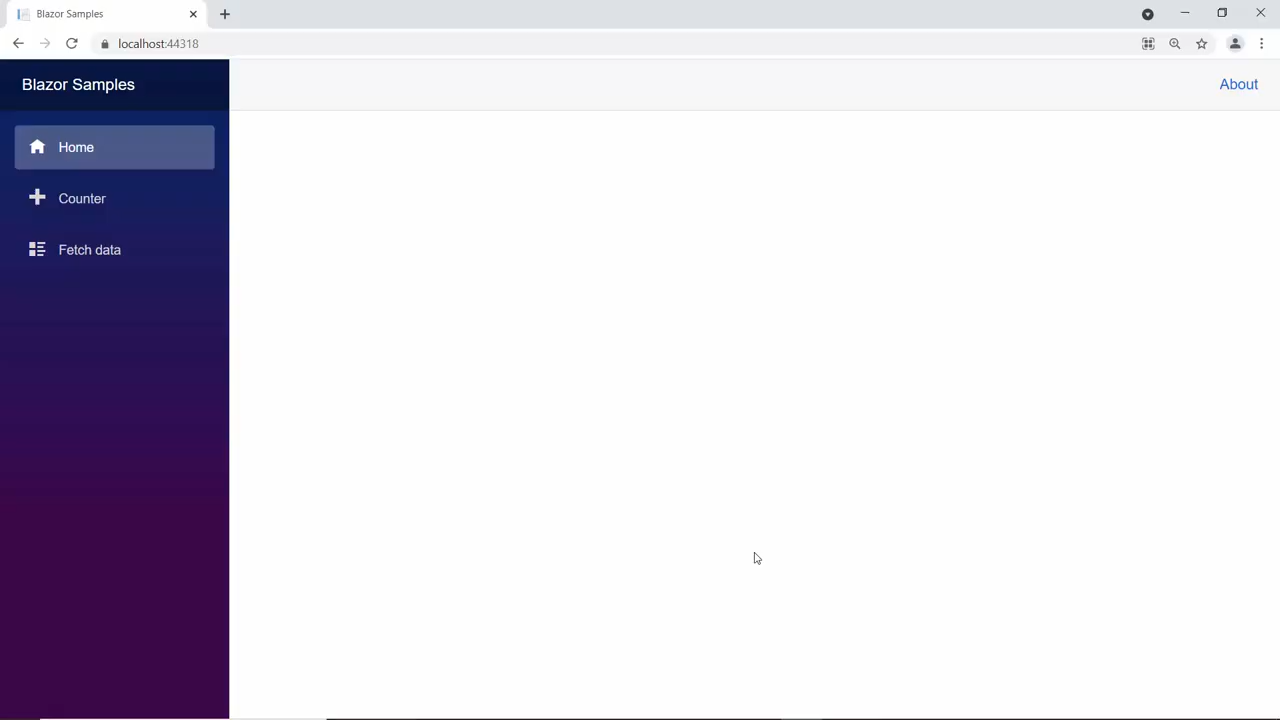 Blazor Samples
localhost:44318
Blazor Samples
About
Home
Counter
Fetch data